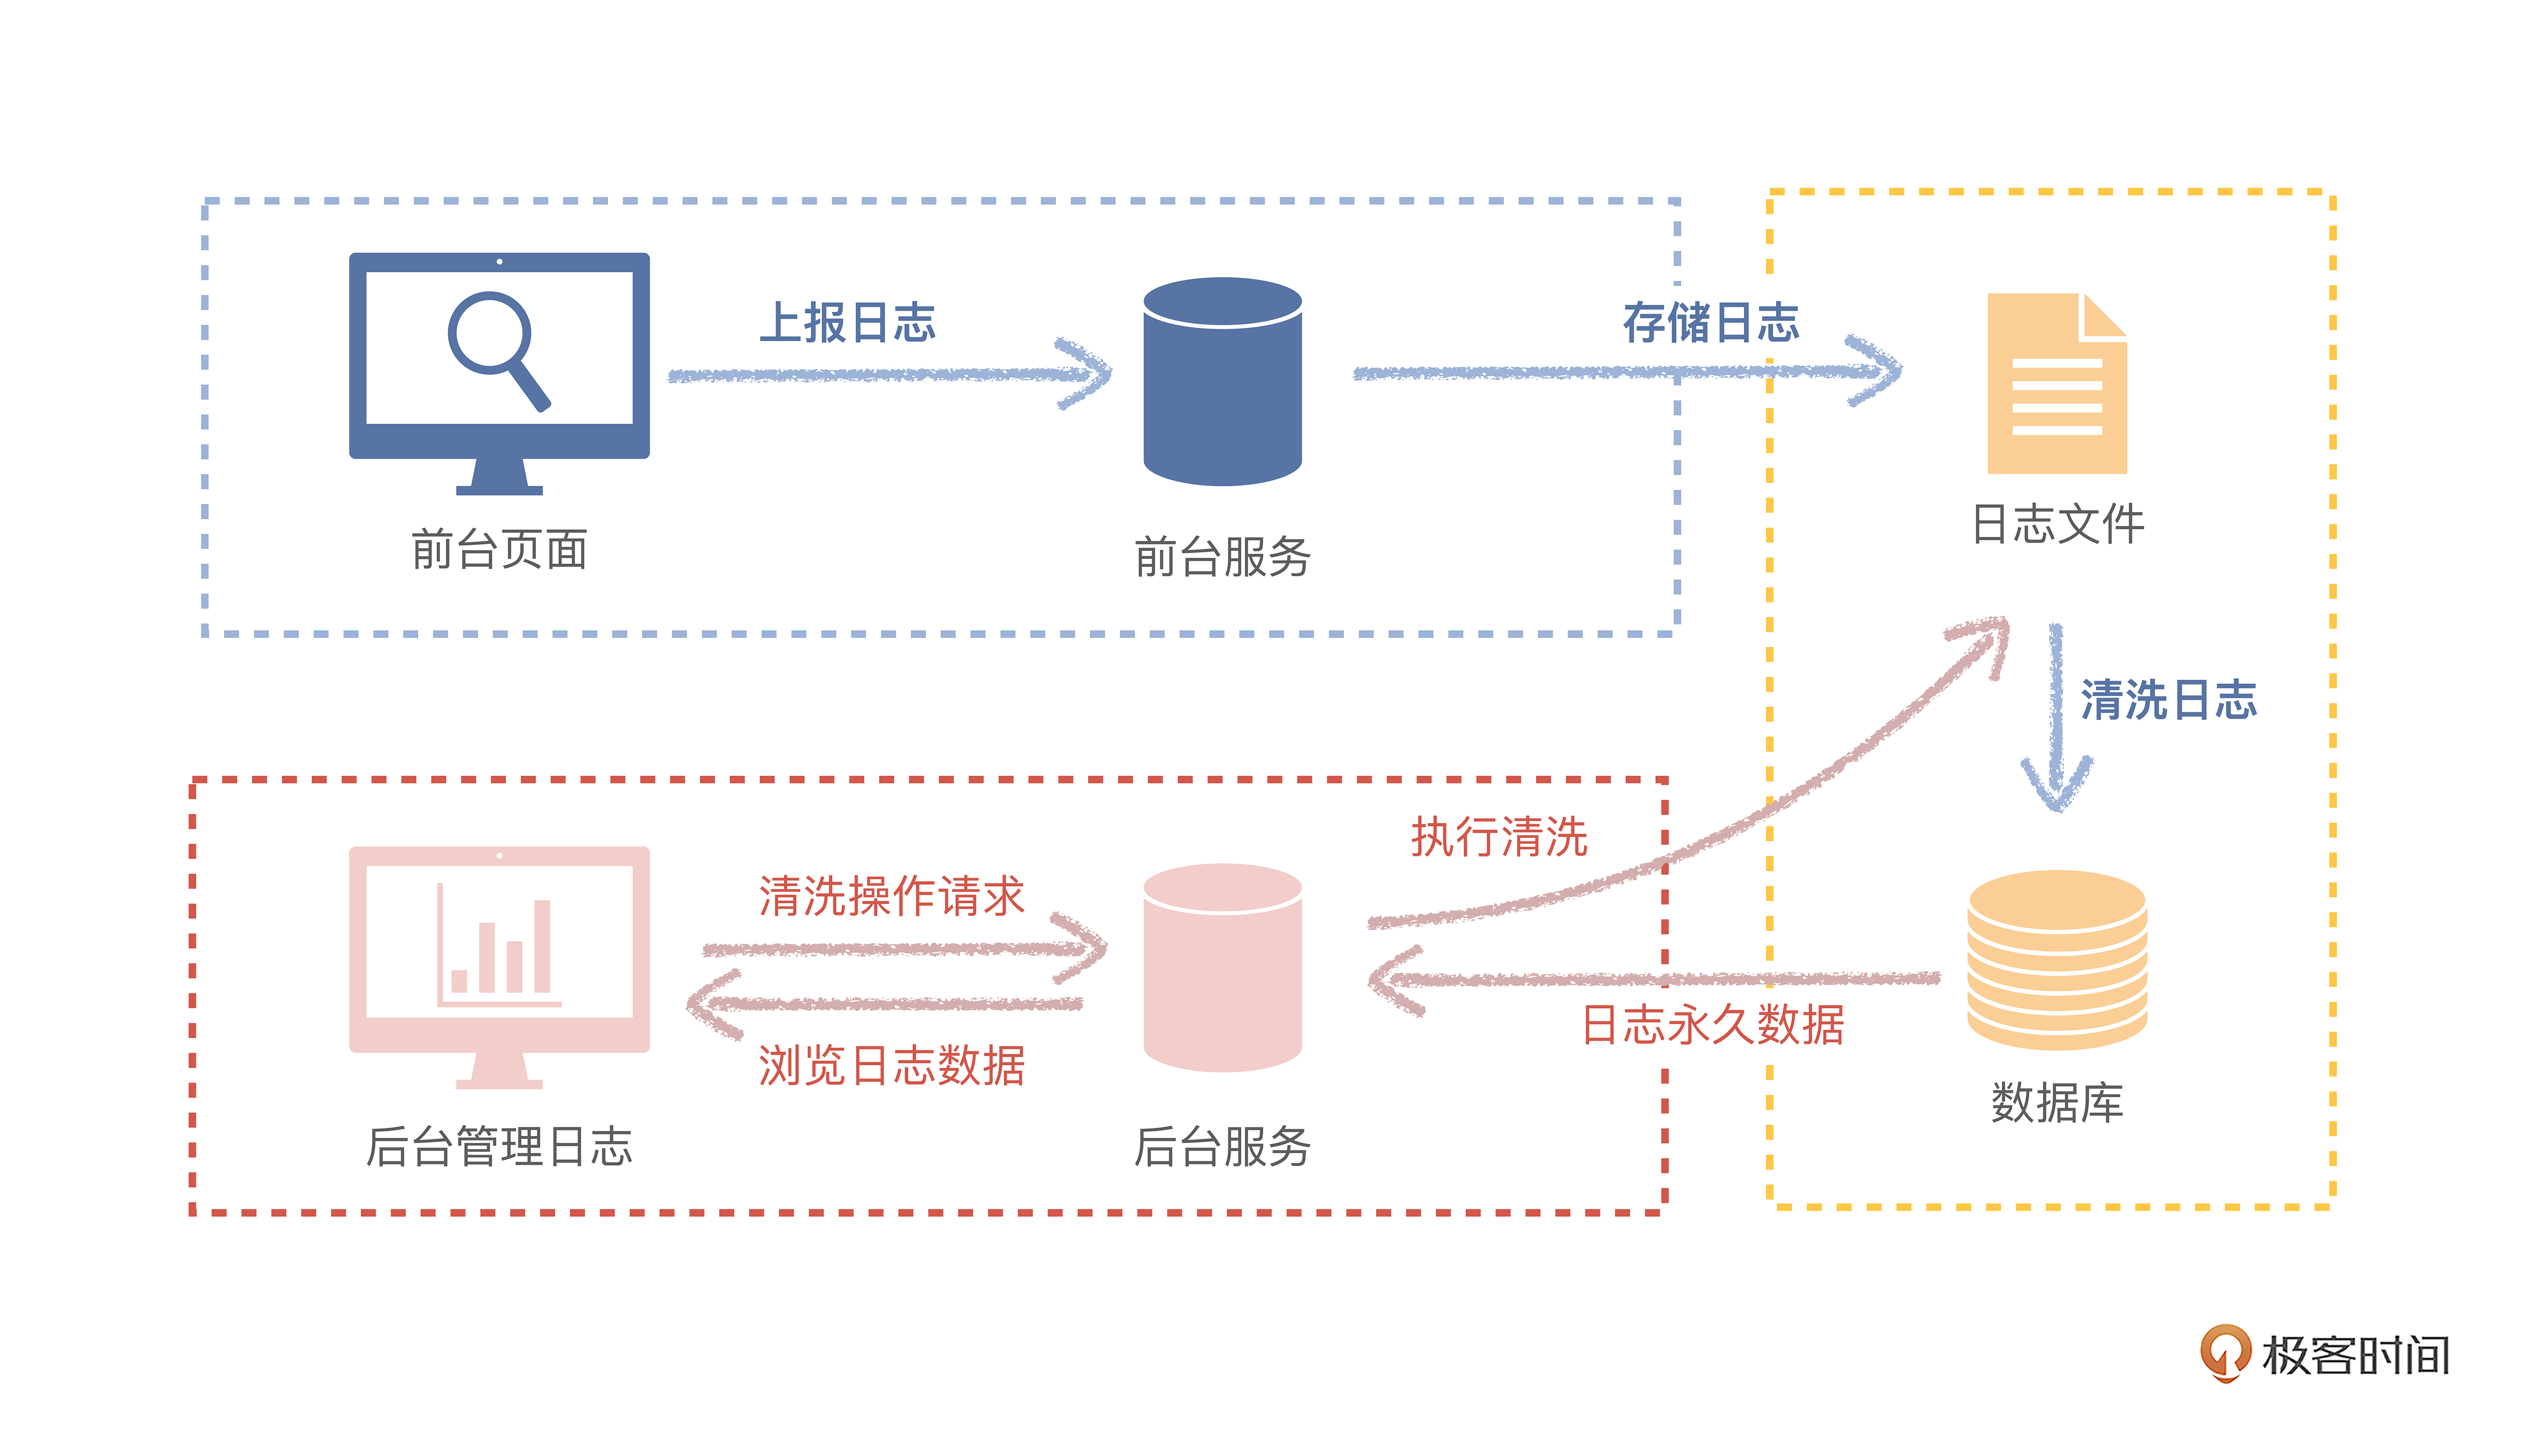 上报日志
存储日志
前台页面
前台服务
日志文件
清洗日志
执行清洗
清洗操作请求
浏览日志数据
日志永久数据
后台管理日志
后台服务
数据库
极客时间